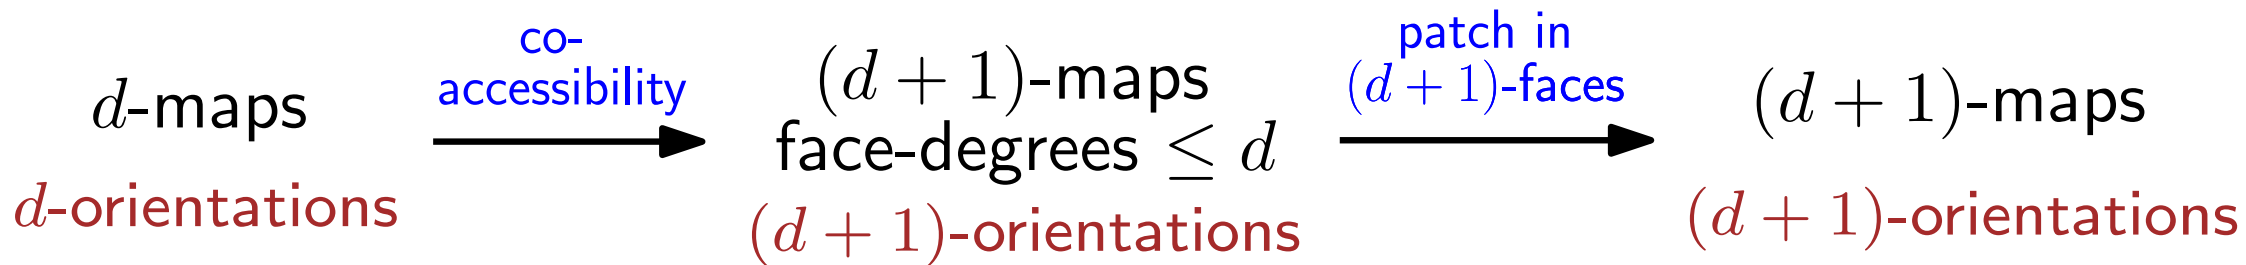 d-maps
d-orientations
co-
accessibility
(d + 1)-maps
face-degrees ≤ d
(d + 1)-orientations
patch in
(d + 1)-faces
(d + 1)-maps
(d + 1)-orientations